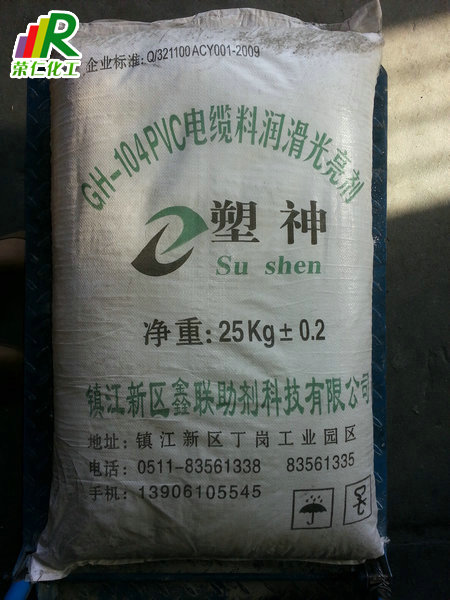 荣仁化工
企业标准: Q/321100ACY001-2009
GH-104PVC电缆料润滑光亮剂
塑神
Su shen
净重: 25Kg±0.2
镇江新区鑫联助剂科技有限公司
地址: 镇江新区丁岗工业园区
电话: 0511-83561338 83561335
手机: 13906105545